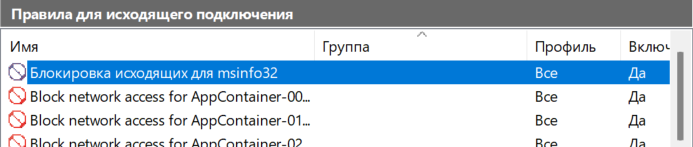 Правила для исходящего подключения
Имя Группа Профиль Включ
Блокировка исходящих для msinfo32 Все Да
Block network access for AppContainer-00... Все Да
Block network access for AppContainer-01... Все Да
Block network access for AppContainer-02... Все Да